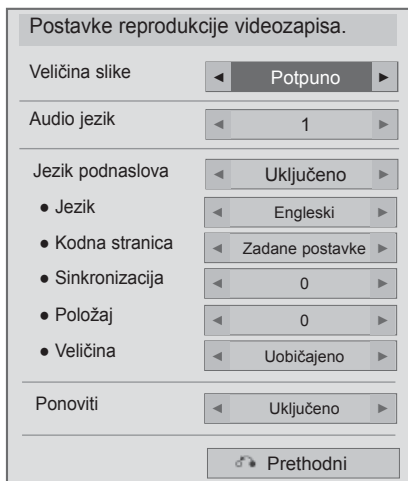 Postavke reprodukcije videozapisa.
Veličina slike ◄ Potpuno ►
Audio jezik ◄ 1 ►
Jezik podnaslova ◄ Uključeno ►
● Jezik ◄ Engleski ►
● Kodna stranica ◄ Zadane postavke ►
● Sinkronizacija ◄ 0 ►
● Položaj ◄ 0 ►
● Veličina ◄ Uobičajeno ►
Ponoviti ◄ Uključeno ►
Prethodni